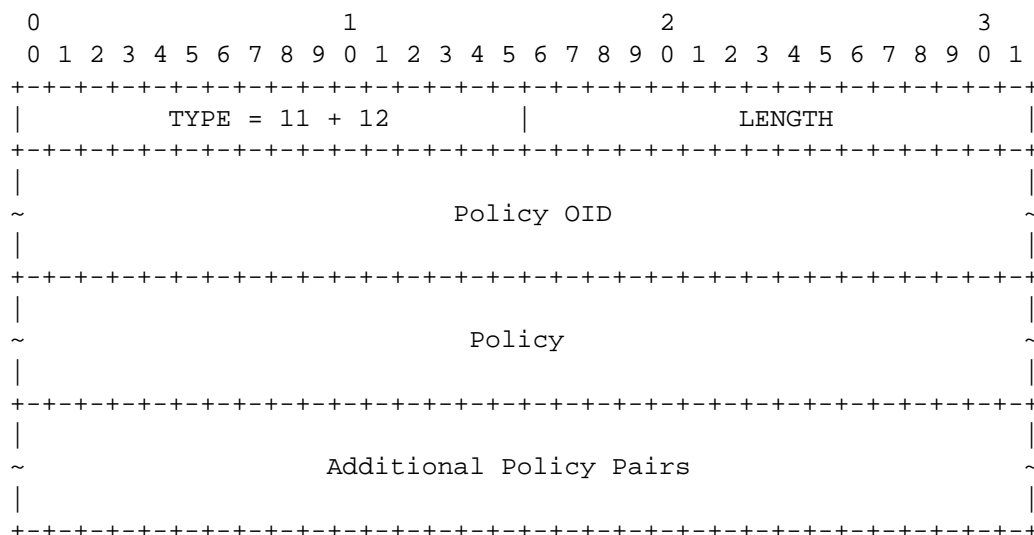 0                   1                   2                   3
 0 1 2 3 4 5 6 7 8 9 0 1 2 3 4 5 6 7 8 9 0 1 2 3 4 5 6 7 8 9 0 1
+-+-+-+-+-+-+-+-+-+-+-+-+-+-+-+-+-+-+-+-+-+-+-+-+-+-+-+-+-+-+-+-+
|         TYPE = 11 + 12        |             LENGTH            |
+-+-+-+-+-+-+-+-+-+-+-+-+-+-+-+-+-+-+-+-+-+-+-+-+-+-+-+-+-+-+-+-+
|                                                               |
~                           Policy OID                          ~
|                                                               |
+-+-+-+-+-+-+-+-+-+-+-+-+-+-+-+-+-+-+-+-+-+-+-+-+-+-+-+-+-+-+-+-+
|                                                               |
~                            Policy                             ~
|                                                               |
+-+-+-+-+-+-+-+-+-+-+-+-+-+-+-+-+-+-+-+-+-+-+-+-+-+-+-+-+-+-+-+-+
|                                                               |
~                   Additional Policy Pairs                     ~
|                                                               |
+-+-+-+-+-+-+-+-+-+-+-+-+-+-+-+-+-+-+-+-+-+-+-+-+-+-+-+-+-+-+-+-+